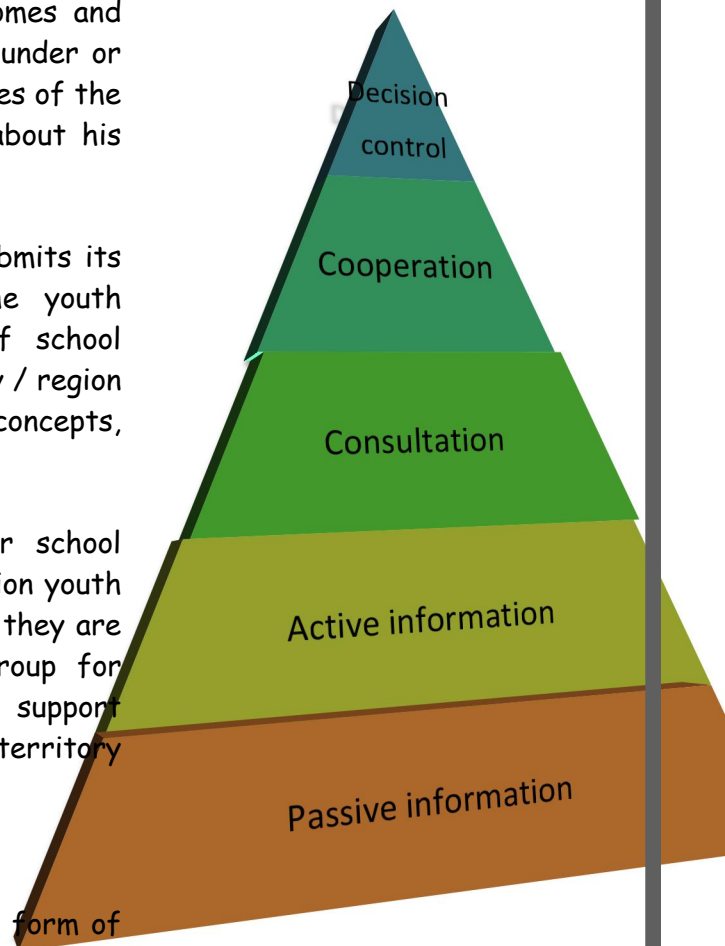 omes and
under or
es of the
about his
bmits its
e youth
f school
/ region
concepts,
r school
ion youth
they are
roup for
support
territory
form of
Decision
control
Cooperation
Consultation
Active information
Passive information